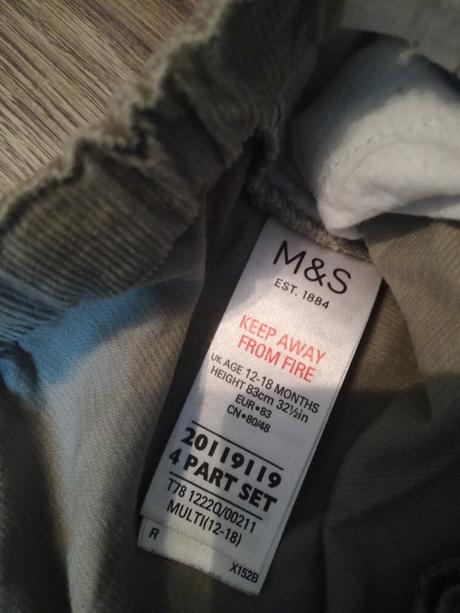 M&S
EST. 1884
KEEP AWAY
FROM FIRE
UK AGE 12-18 MONTHS
HEIGHT 83cm 32½in
EUR•83
CN•80/48
20119119
4 PART SET
T78 1222Q/00211
MULTI(12-18)
R
X152B